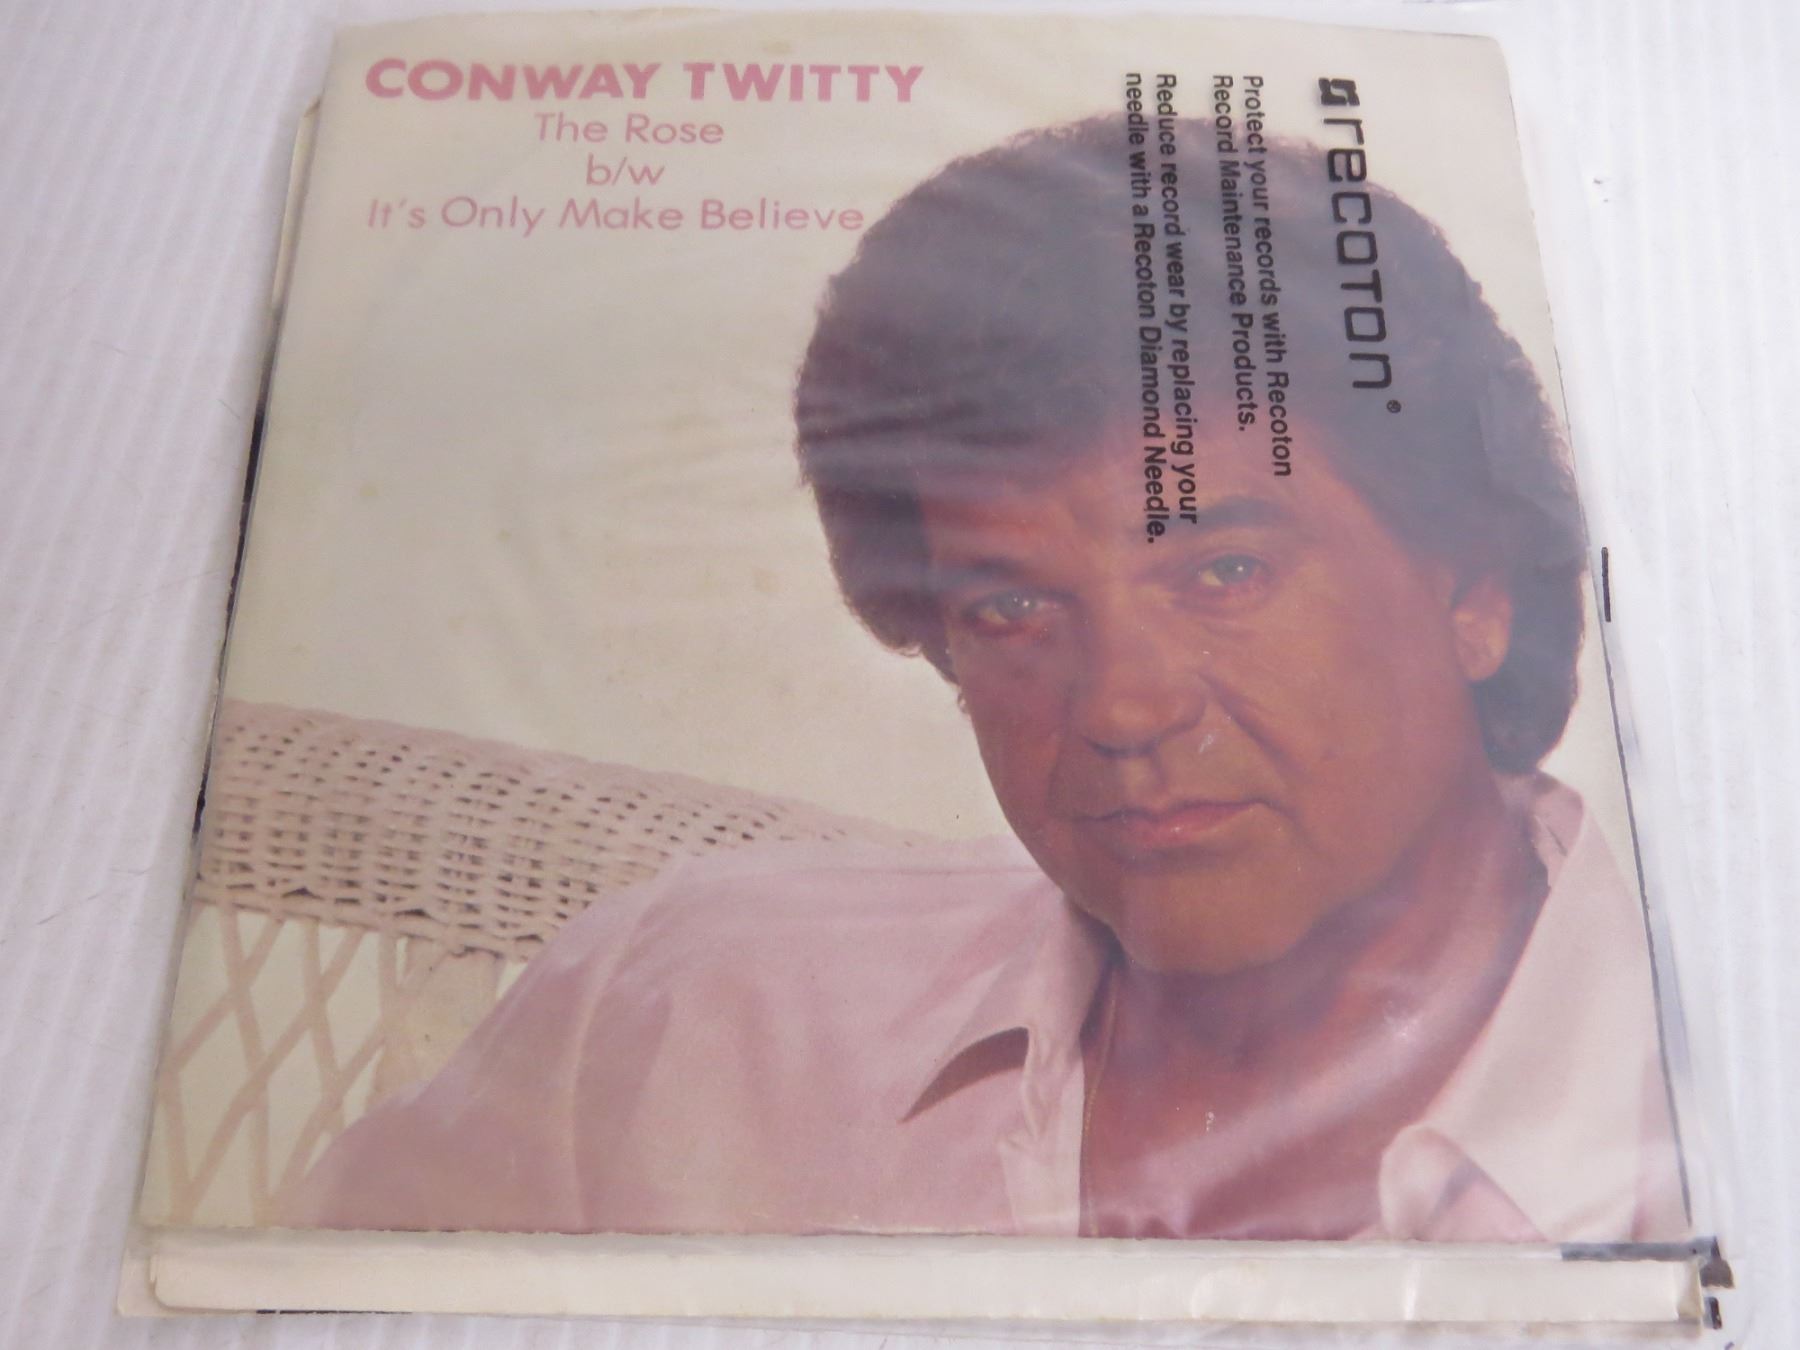 CONWAY TWITTY
The Rose
b/w
It's Only Make Believe
recoton®
Protect your records with Recoton
Record Maintenance Products.
Reduce record wear by replacing your
needle with a Recoton Diamond Needle.